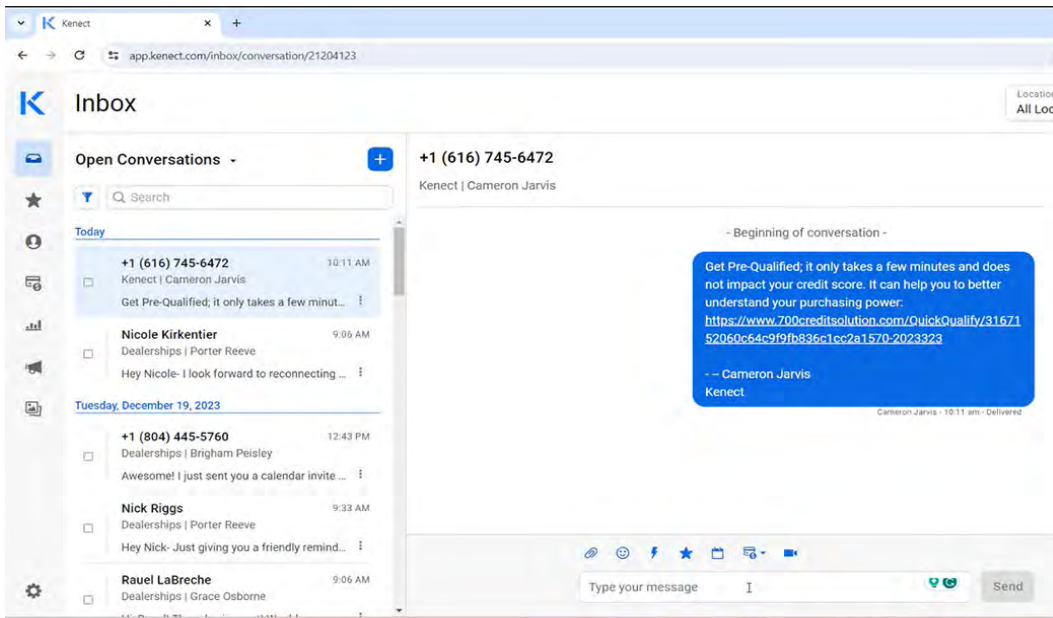 Kenect
app.kenect.com/inbox/conversation/21204123
K
Inbox
Location
All Loc
Open Conversations
+1 (616) 745-6472
Kenect | Cameron Jarvis
Search
Today
+1 (616) 745-6472 10:11 AM
Kenect | Cameron Jarvis
Get Pre-Qualified; it only takes a few minut...
Nicole Kirkentier 9:06 AM
Dealerships | Porter Reeve
Hey Nicole- I look forward to reconnecting ...
Tuesday, December 19, 2023
+1 (804) 445-5760 12:43 PM
Dealerships | Brigham Peisley
Awesome! I just sent you a calendar invite ...
Nick Riggs 9:33 AM
Dealerships | Porter Reeve
Hey Nick- Just giving you a friendly remind...
Rauel LaBreche 9:06 AM
Dealerships | Grace Osborne
- Beginning of conversation -
Get Pre-Qualified; it only takes a few minutes and does
not impact your credit score. It can help you to better
understand your purchasing power:
https://www.700creditsolution.com/QuickQualify/31671
52060c64c9f9fb836c1cc2a1570-2023323
- – Cameron Jarvis
Kenect
Cameron Jarvis - 10:11 am - Delivered
Type your message
Send